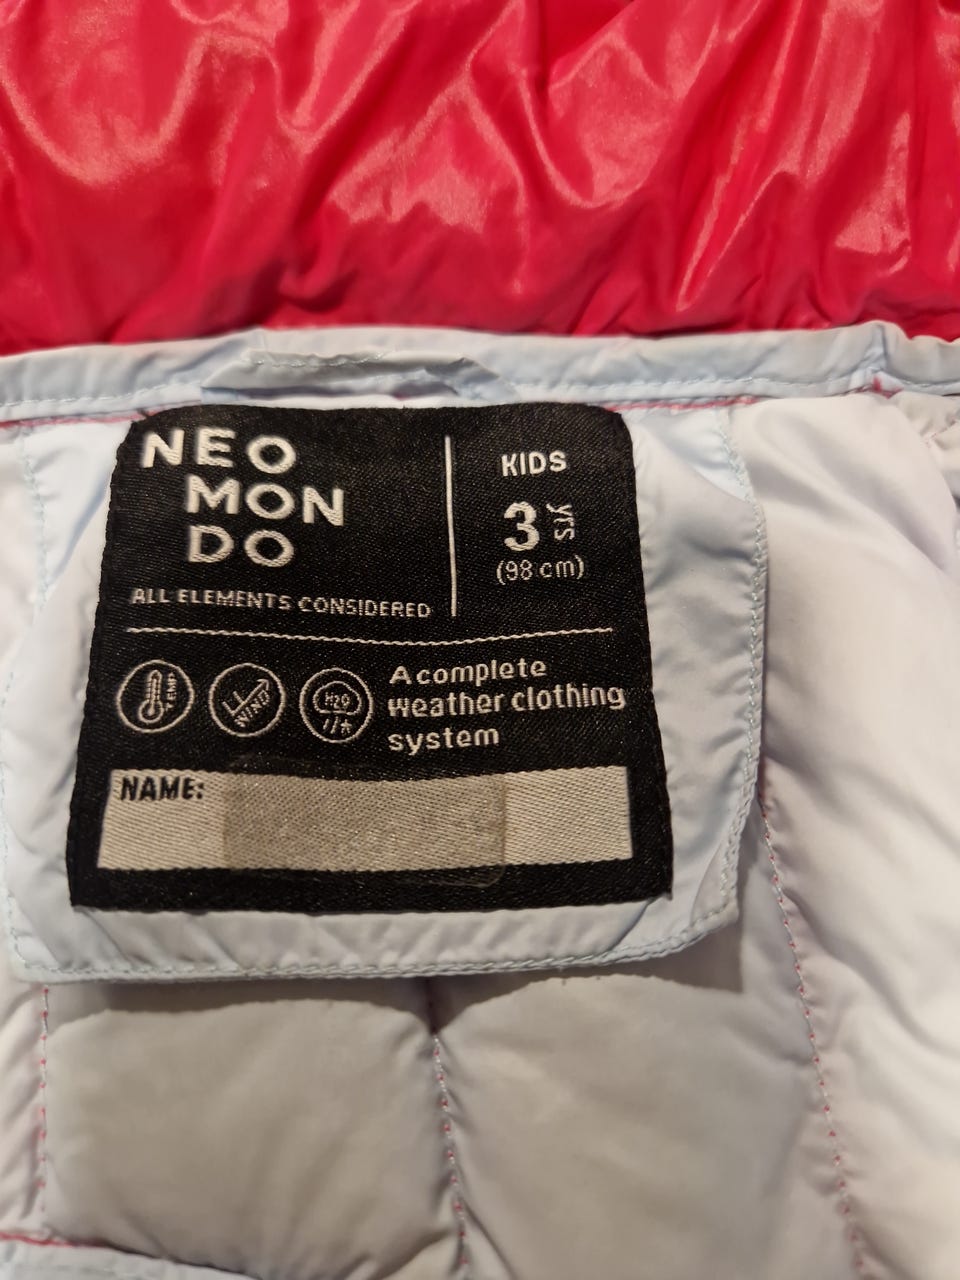 NEO
MON
DO
ALL ELEMENTS CONSIDERED
KIDS
3 yrs
(98 cm)
TEMP
WIND
H2O
A complete
weather clothing
system
NAME: